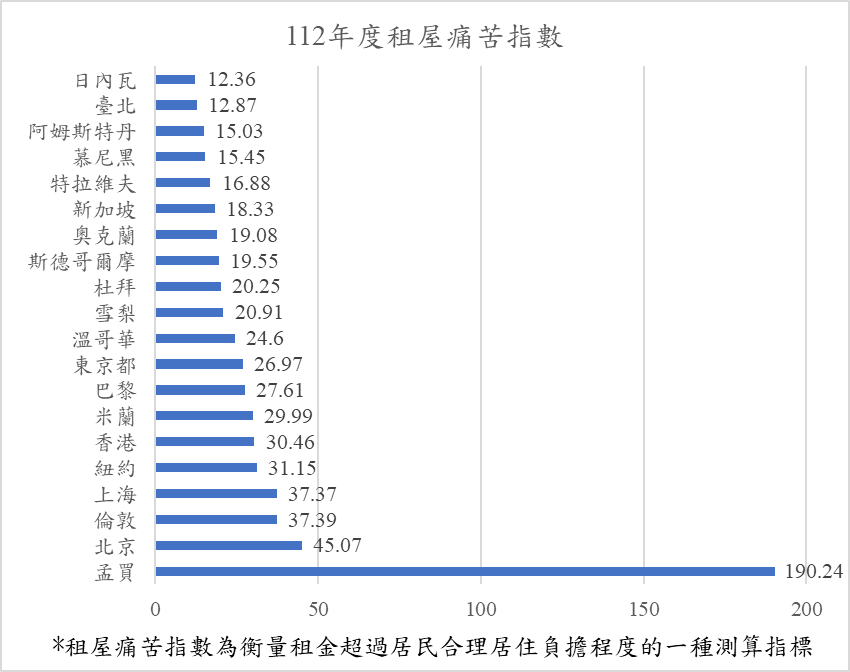 112年度租屋痛苦指數
日內瓦 12.36
臺北 12.87
阿姆斯特丹 15.03
慕尼黑 15.45
特拉維夫 16.88
新加坡 18.33
奧克蘭 19.08
斯德哥爾摩 19.55
杜拜 20.25
雪梨 20.91
溫哥華 24.6
東京都 26.97
巴黎 27.61
米蘭 29.99
香港 30.46
紐約 31.15
上海 37.37
倫敦 37.39
北京 45.07
孟買 190.24
0 50 100 150 200
*租屋痛苦指數為衡量租金超過居民合理居住負擔程度的一種測算指標